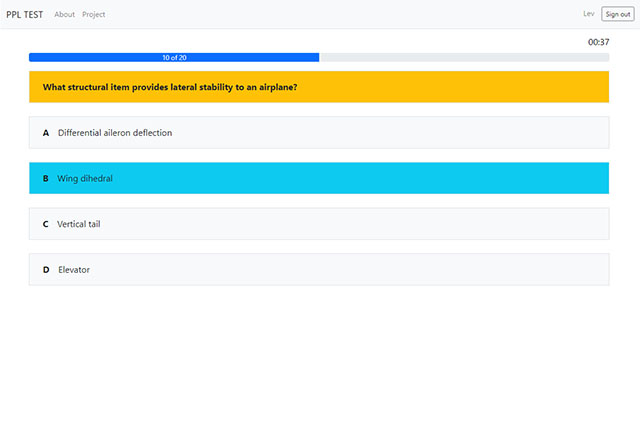 PPL TEST About Project Lev Sign out
00:37
10 of 20
What structural item provides lateral stability to an airplane?
A Differential aileron deflection
B Wing dihedral
C Vertical tail
D Elevator